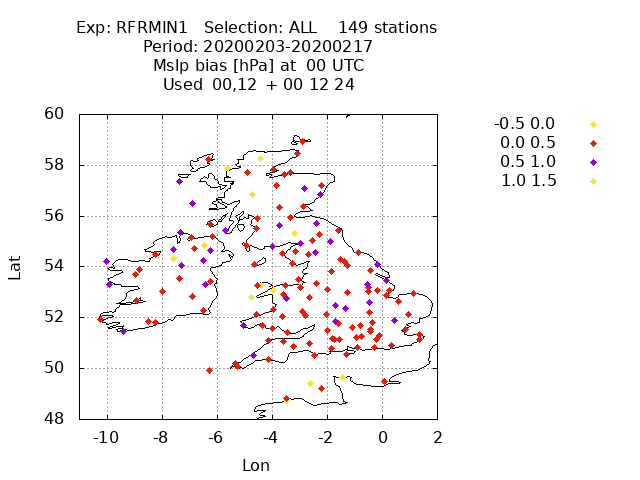 Exp: RFRMIN1 Selection: ALL 149 stations
Period: 20200203-20200217
Mslp bias [hPa] at 00 UTC
Used 00,12 + 00 12 24
-0.5 0.0
0.0 0.5
0.5 1.0
1.0 1.5
60
58
56
54
52
50
48
Lat
-10 -8 -6 -4 -2 0 2
Lon